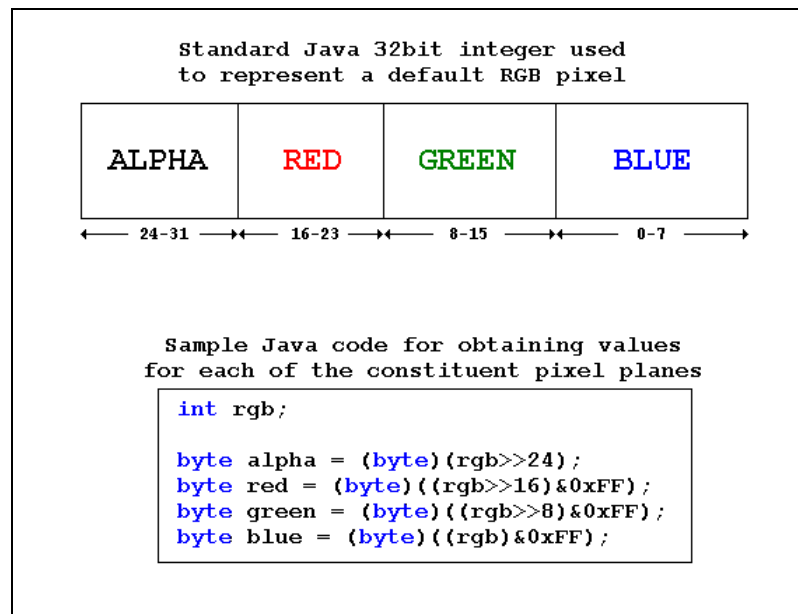 Standard Java 32bit integer used
to represent a default RGB pixel
ALPHA RED GREEN BLUE
24-31 16-23 8-15 0-7
Sample Java code for obtaining values
for each of the constituent pixel planes
int rgb;
byte alpha = (byte)(rgb>>24);
byte red = (byte)((rgb>>16)&0xFF);
byte green = (byte)((rgb>>8)&0xFF);
byte blue = (byte)((rgb)&0xFF);